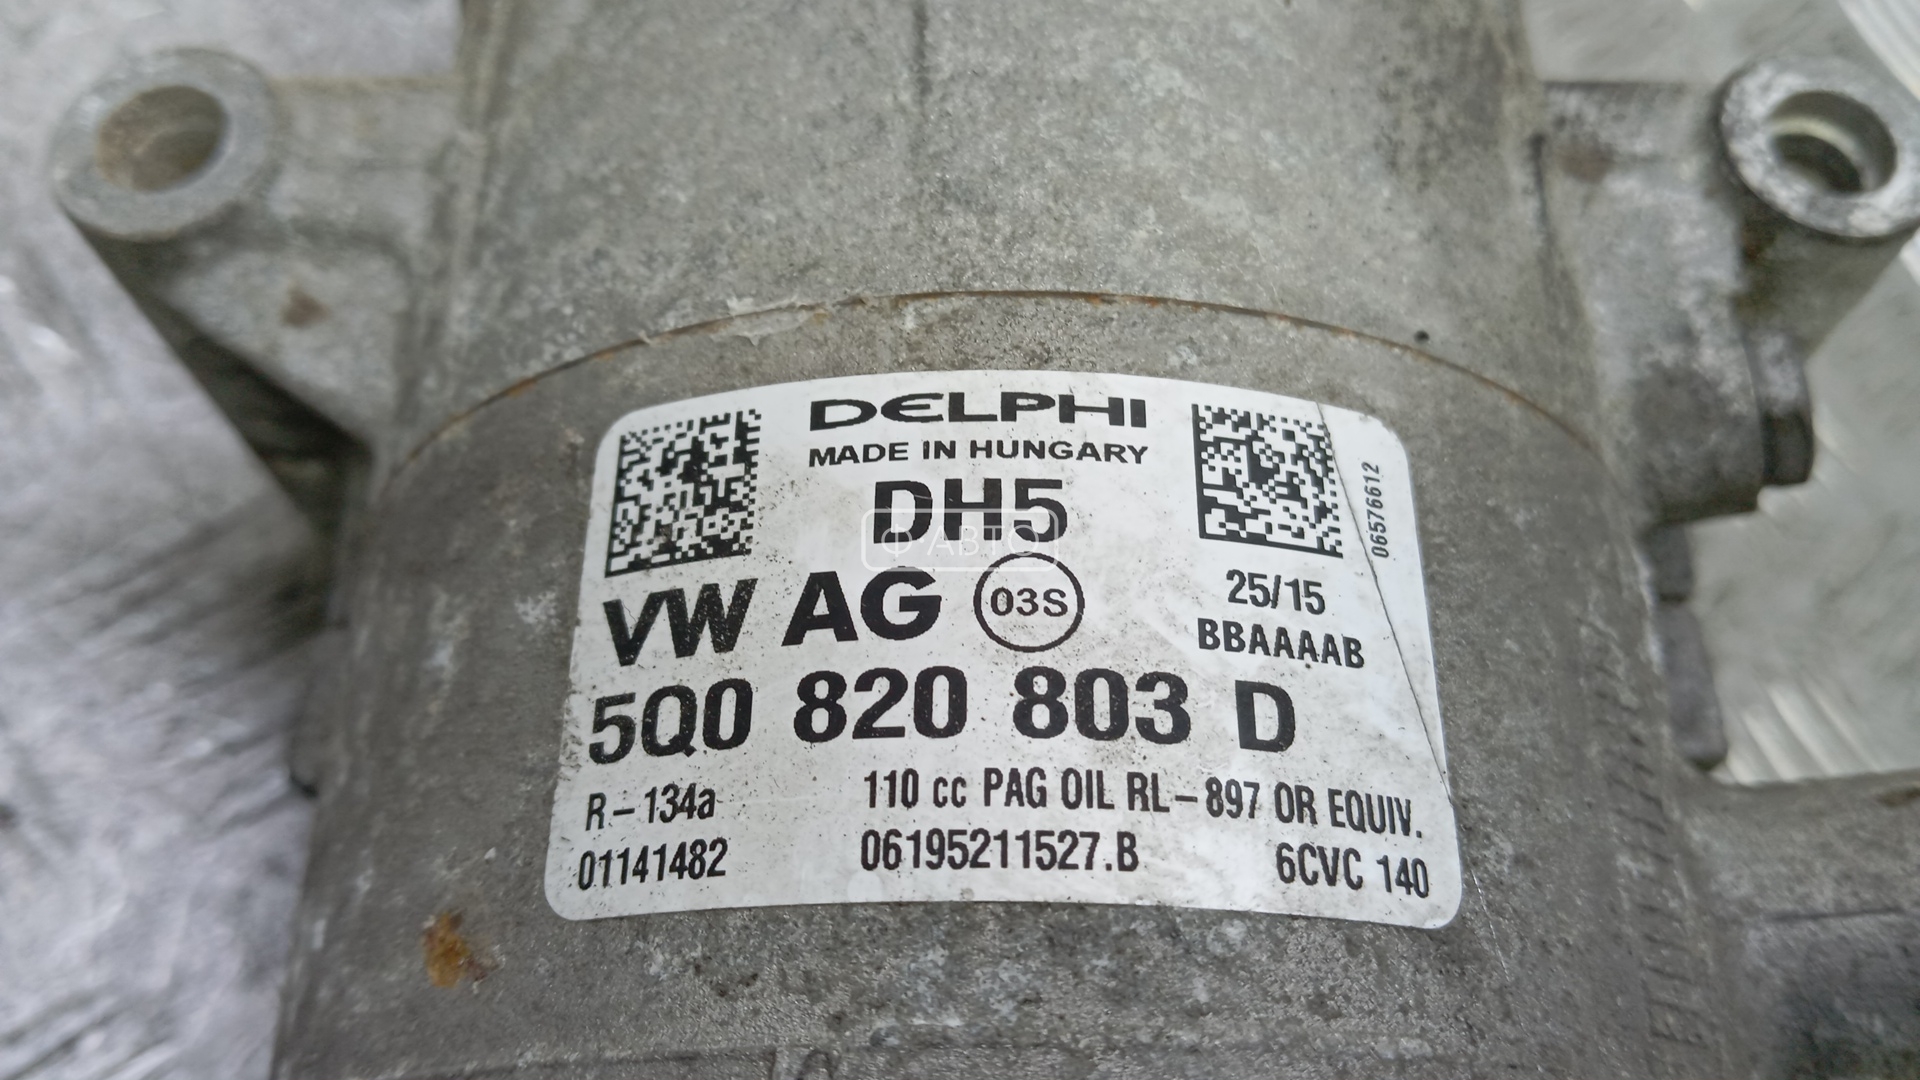 DELPHI
MADE IN HUNGARY
DH5
Ф АВТО
VW AG 03S
06576612
25/15
BBAAAAB
5Q0 820 803 D
R-134a 110 cc PAG OIL RL-897 OR EQUIV.
01141482 06195211527.B 6CVC 140